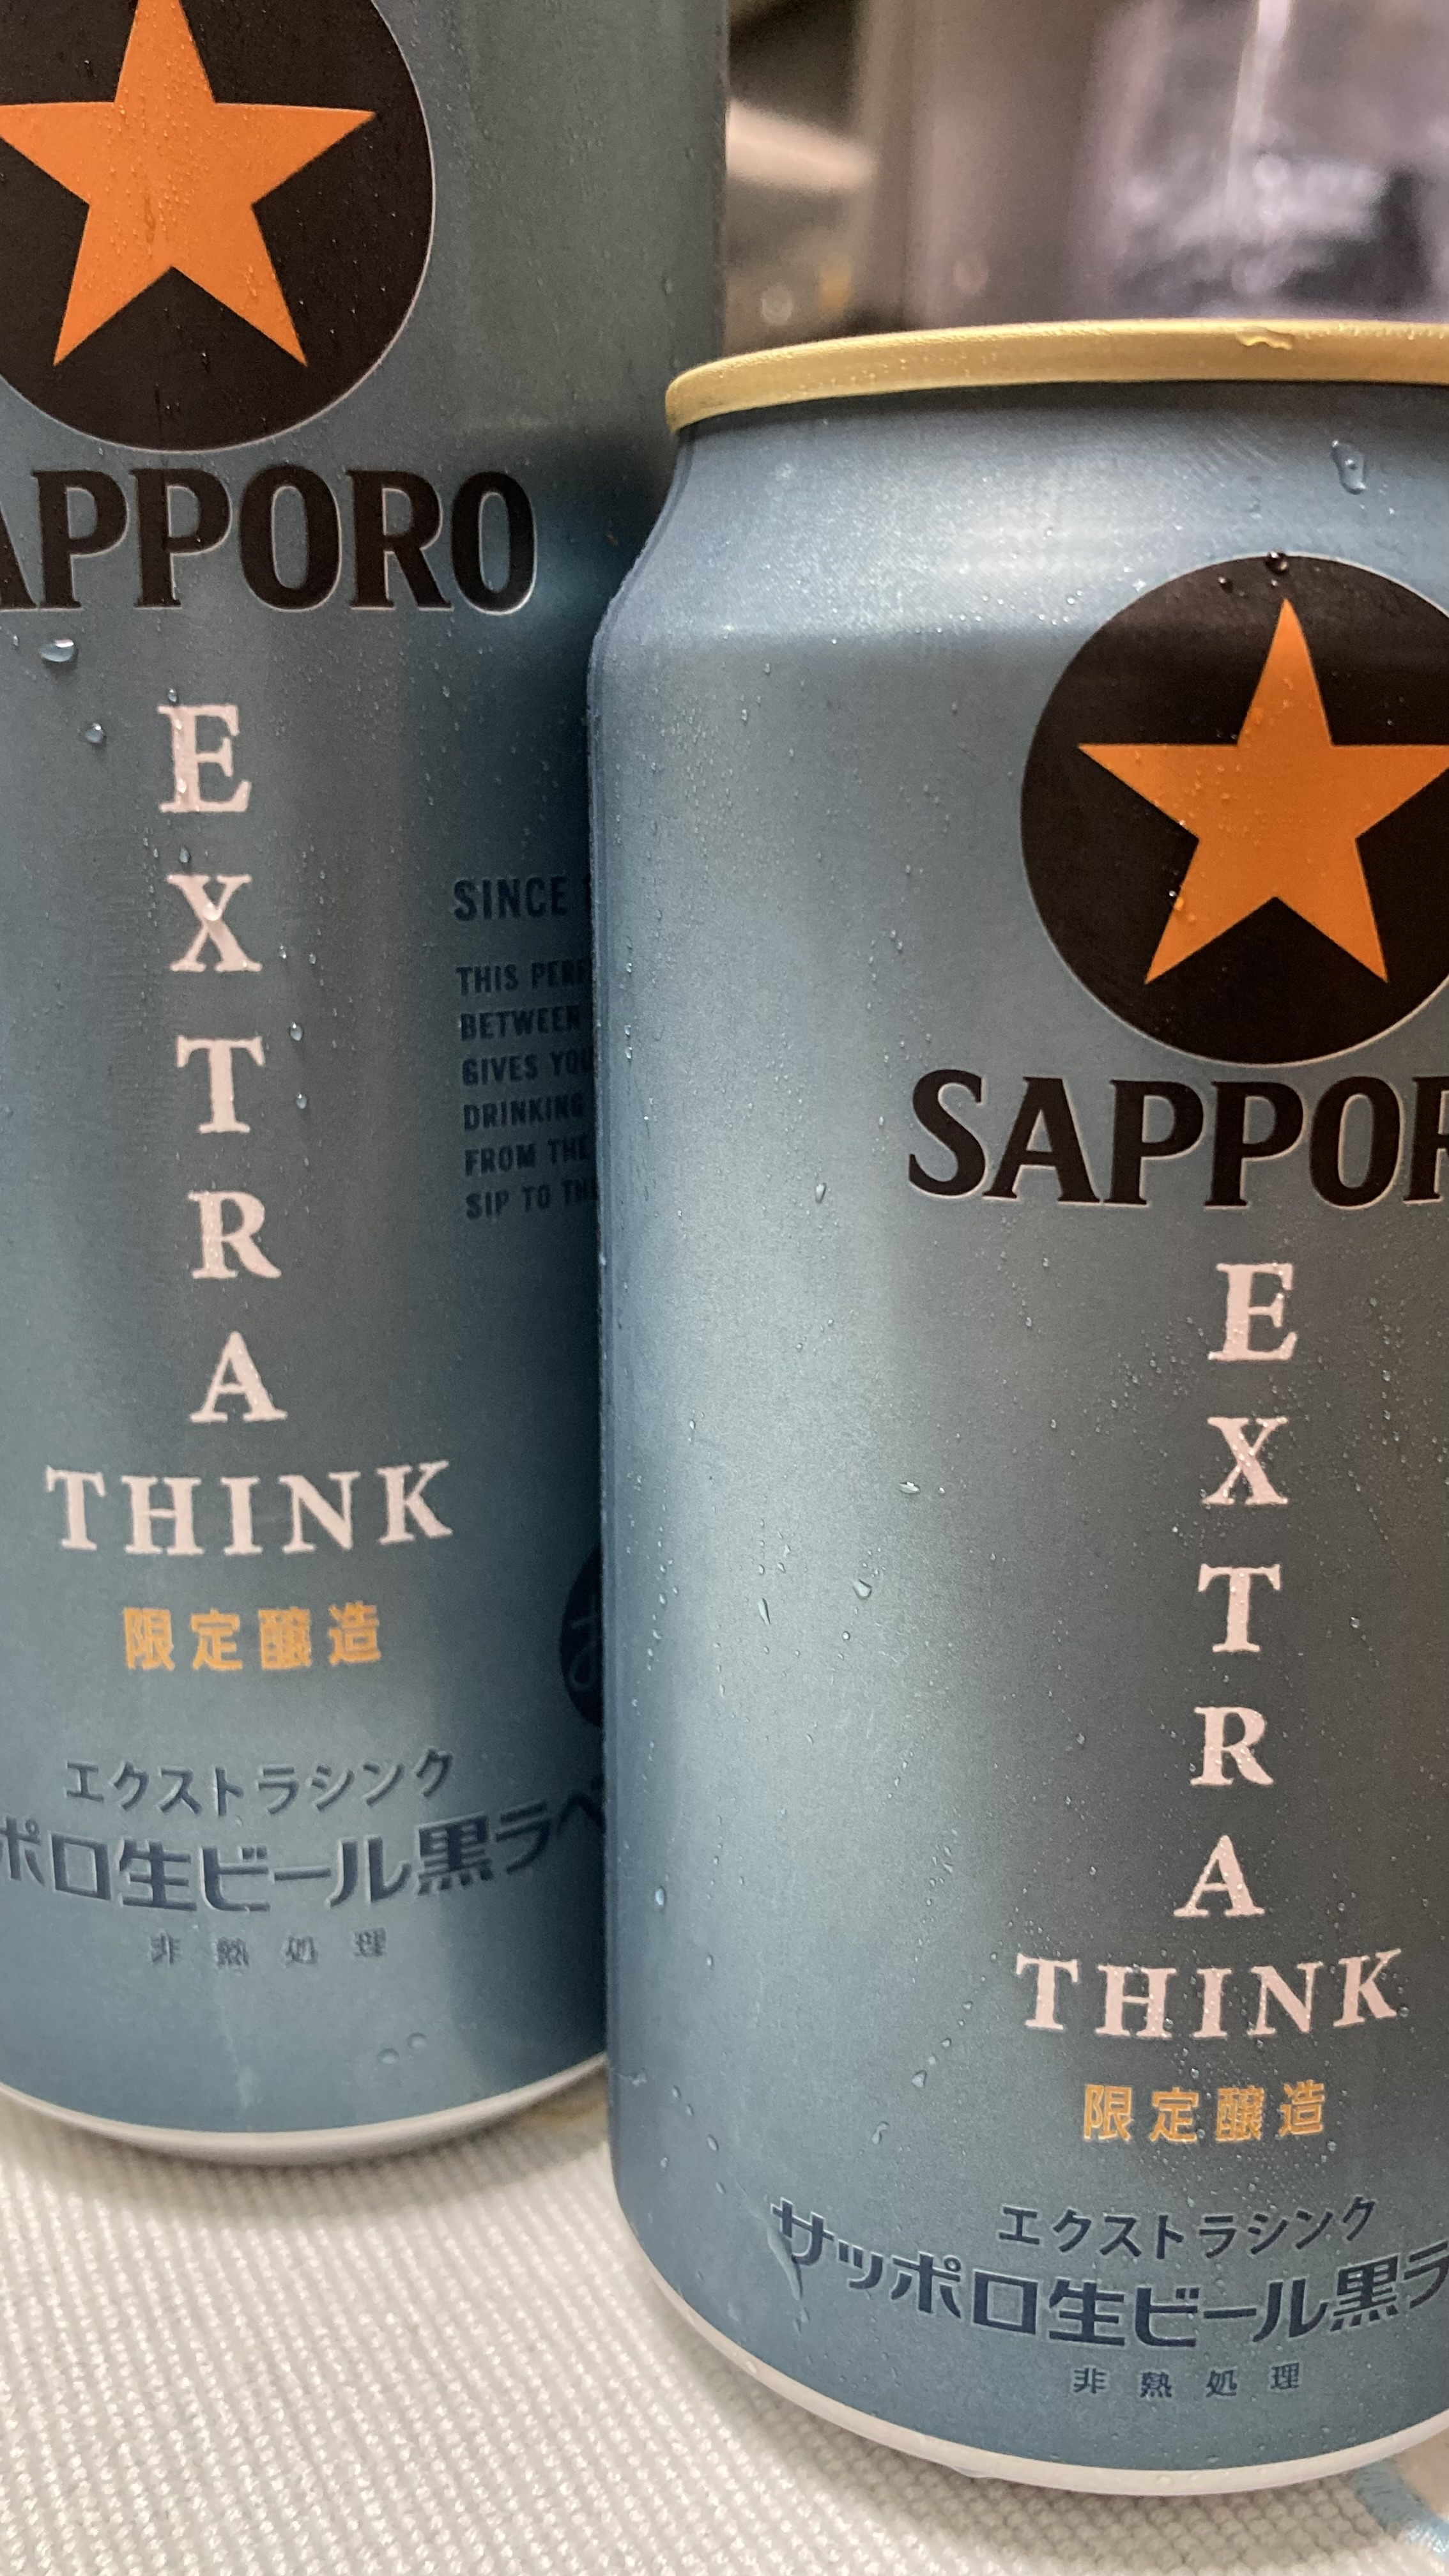 APPORO
EXTRA
THINK
限定醸造
エクストラシンク
ポロ生ビール黒ラベ
非熱処理
SINCE
THIS PERF
BETWEEN
GIVES YOU
DRINKING
FROM THE
SIP TO THE
SAPPOR
EXTRA
THINK
限定醸造
エクストラシンク
サッポロ生ビール黒ラ
非熱処理